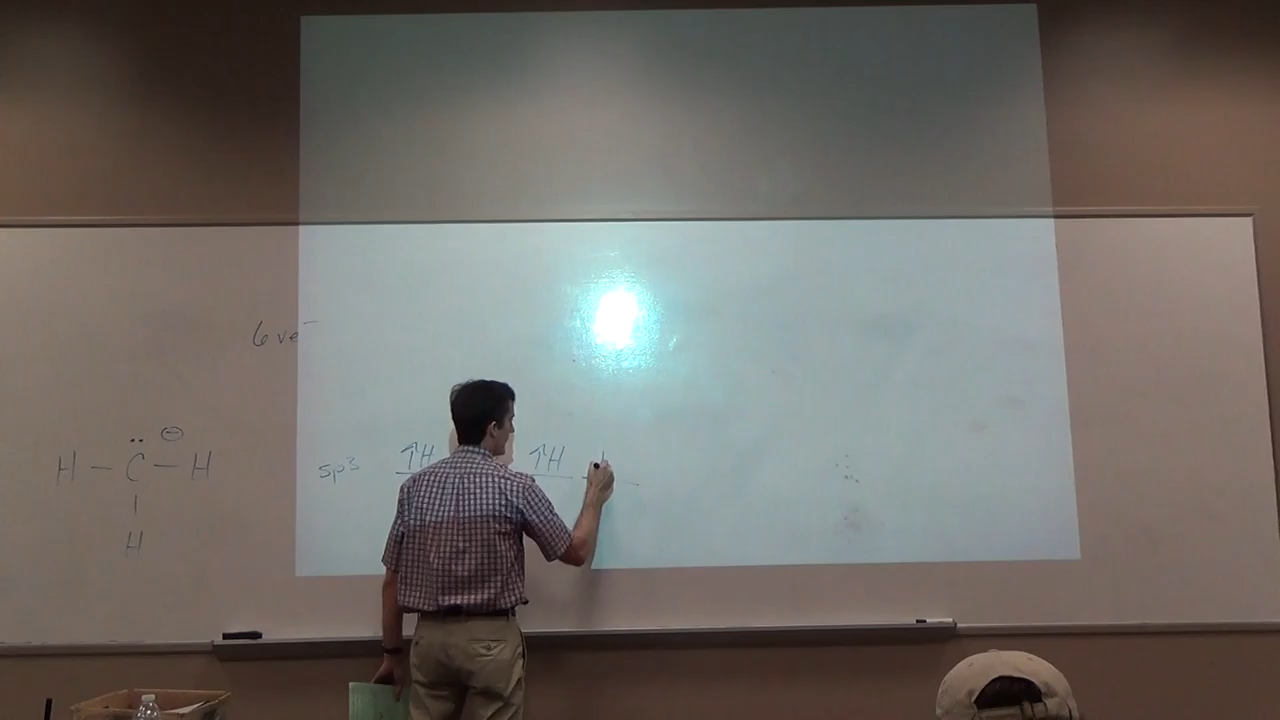 6 ve⁻
⊖
H — C̈ — H
|
H
sp³ ↑H ↑H